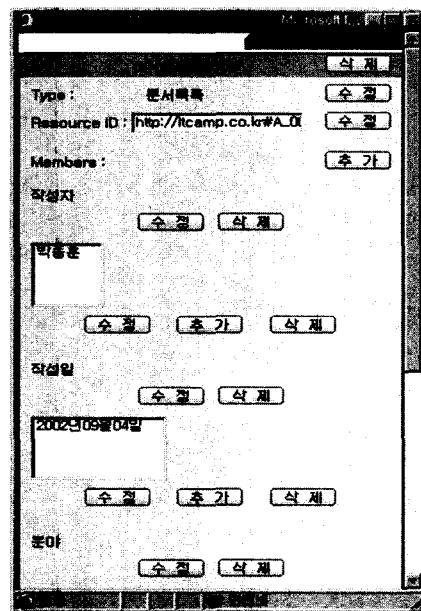 Microsoft I...
삭 제
Type : 문서목록 수 정
Resource ID : http://itcamp.co.kr#A_0 수 정
Members : 추 가
작성자
수 정 삭 제
수 정 추 가 삭 제
작성일
수 정 삭 제
2002년09월04일
수 정 추 가 삭 제
분야
수 정 삭 제